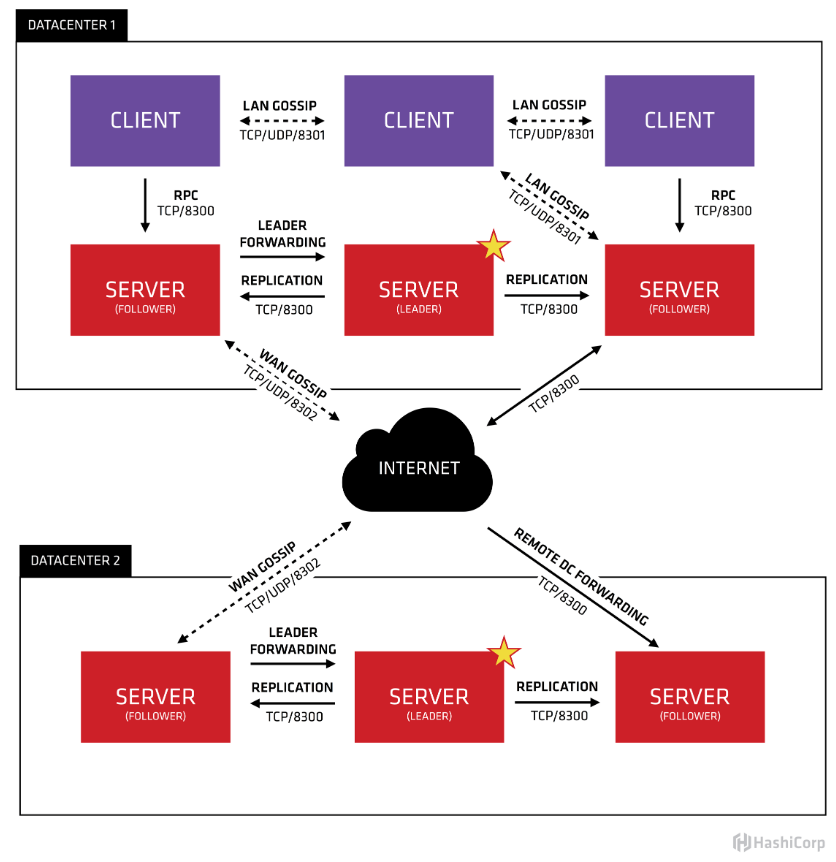 DATACENTER 1
CLIENT
LAN GOSSIP
TCP/UDP/8301
CLIENT
LAN GOSSIP
TCP/UDP/8301
CLIENT
RPC
TCP/8300
LAN GOSSIP
TCP/UDP/8301
RPC
TCP/8300
LEADER
FORWARDING
SERVER
(FOLLOWER)
REPLICATION
TCP/8300
SERVER
(LEADER)
REPLICATION
TCP/8300
SERVER
(FOLLOWER)
WAN GOSSIP
TCP/UDP/8302
TCP/8300
INTERNET
DATACENTER 2
WAN GOSSIP
TCP/UDP/8302
REMOTE DC FORWARDING
TCP/8300
LEADER
FORWARDING
SERVER
(FOLLOWER)
REPLICATION
TCP/8300
SERVER
(LEADER)
REPLICATION
TCP/8300
SERVER
(FOLLOWER)
HashiCorp